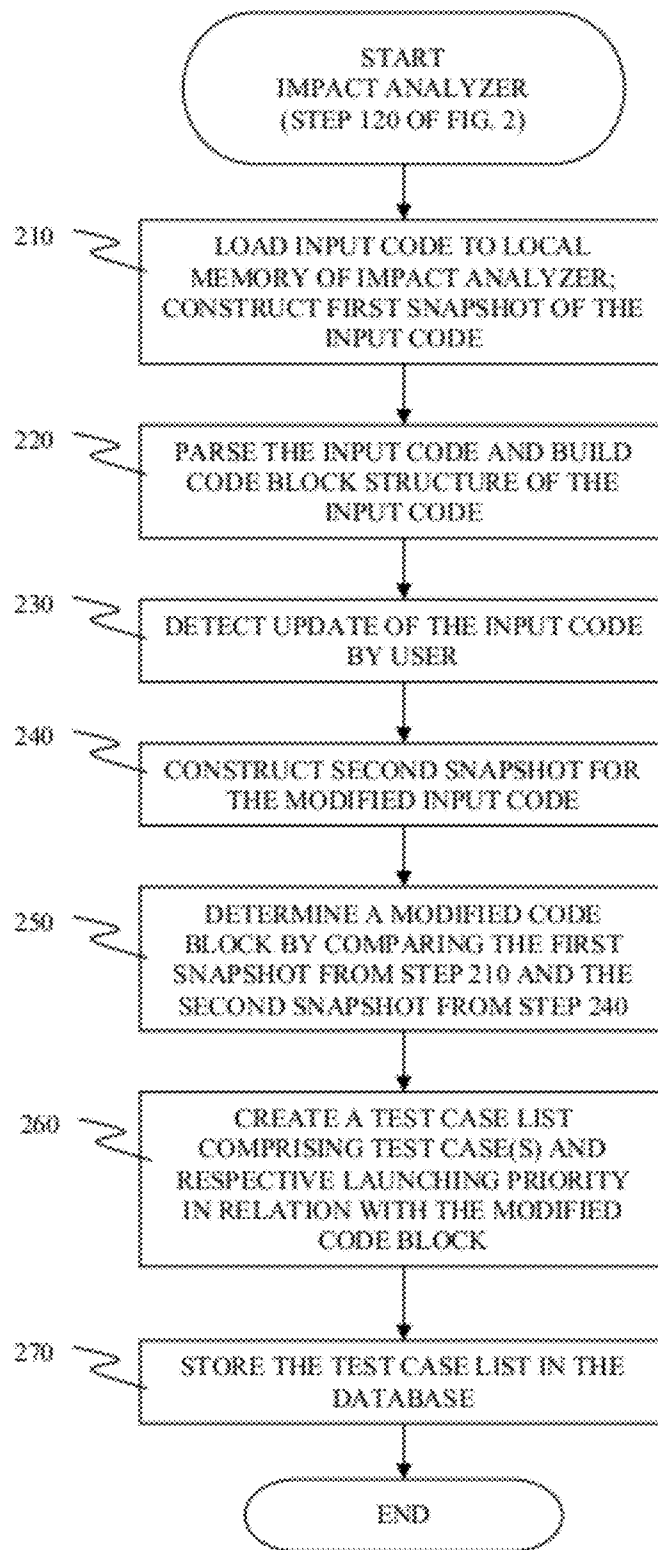 START
IMPACT ANALYZER
(STEP 120 OF FIG. 2)
210
LOAD INPUT CODE TO LOCAL
MEMORY OF IMPACT ANALYZER;
CONSTRUCT FIRST SNAPSHOT OF THE
INPUT CODE
220
PARSE THE INPUT CODE AND BUILD
CODE BLOCK STRUCTURE OF THE
INPUT CODE
230
DETECT UPDATE OF THE INPUT CODE
BY USER
240
CONSTRUCT SECOND SNAPSHOT FOR
THE MODIFIED INPUT CODE
250
DETERMINE A MODIFIED CODE
BLOCK BY COMPARING THE FIRST
SNAPSHOT FROM STEP 210 AND THE
SECOND SNAPSHOT FROM STEP 240
260
CREATE A TEST CASE LIST
COMPRISING TEST CASE(S) AND
RESPECTIVE LAUNCHING PRIORITY
IN RELATION WITH THE MODIFIED
CODE BLOCK
270
STORE THE TEST CASE LIST IN THE
DATABASE
END